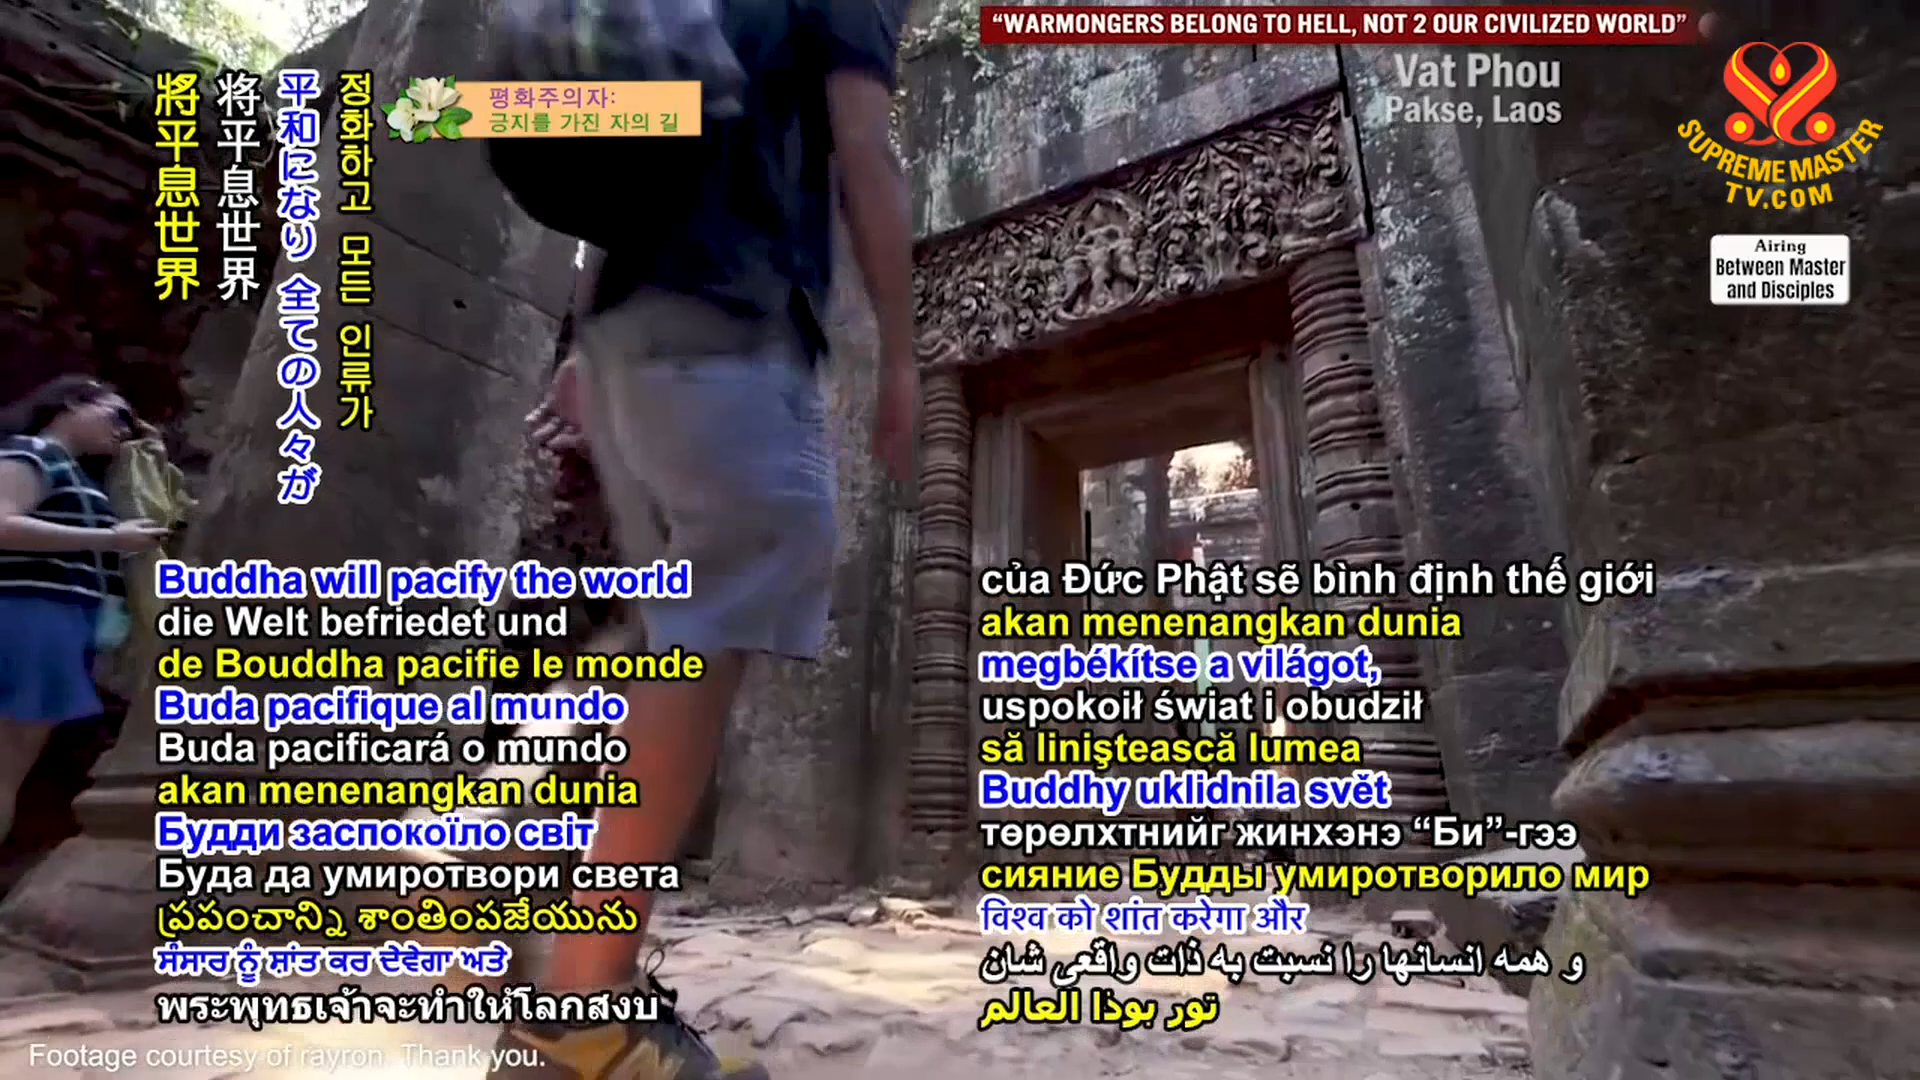 “WARMONGERS BELONG TO HELL, NOT 2 OUR CIVILIZED WORLD”
Vat Phou
Pakse, Laos
SUPREME MASTER
TV.COM
Airing
Between Master
and Disciples
평화주의자:
긍지를 가진 자의 길
정화하고 모든 인류가
平和になり 全ての人々が
将平息世界
將平息世界
Buddha will pacify the world
die Welt befriedet und
de Bouddha pacifie le monde
Buda pacifique al mundo
Buda pacificará o mundo
akan menenangkan dunia
Будди заспокоїло світ
Буда да умиротвори света
ప్రపంచాన్ని శాంతింపజేయును
ਸੰਸਾਰ ਨੂੰ ਸ਼ਾਂਤ ਕਰ ਦੇਵੇਗਾ ਅਤੇ
พระพุทธเจ้าจะทำให้โลกสงบ
của Đức Phật sẽ bình định thế giới
akan menenangkan dunia
megbékítse a világot,
uspokoił świat i obudził
să liniştească lumea
Buddhy uklidnila svět
төрөлхтнийг жинхэнэ “Би”-гээ
сияние Будды умиротворило мир
विश्व को शांत करेगा और
و همه انسانها را نسبت به ذات واقعی شان
نور بوذا العالم
Footage courtesy of rayron. Thank you.